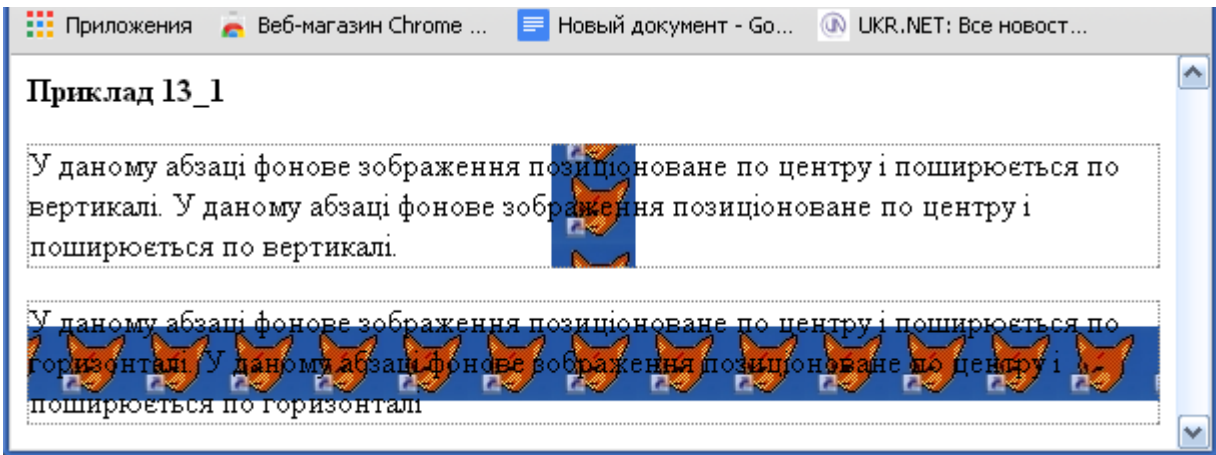 Приложения Веб-магазин Chrome ... Новый документ - Go... UKR.NET: Все новост...
Приклад 13_1
У даному абзаці фонове зображення позиціоноване по центру і поширюється по
вертикалі. У даному абзаці фонове зображення позиціоноване по центру і
поширюється по вертикалі.
У даному абзаці фонове зображення позиціоноване по центру і поширюється по
горизонталі. У даному абзаці фонове зображення позиціоноване по центру і
поширюється по горизонталі